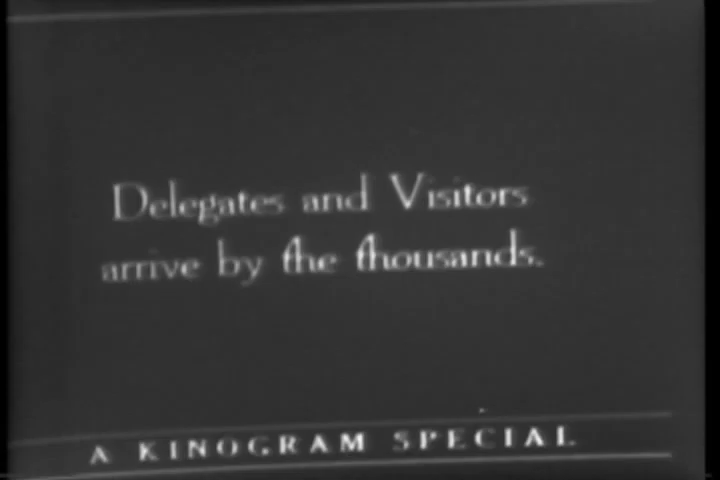 Delegates and Visitors
arrive by the thousands.
A KINOGRAM SPECIAL